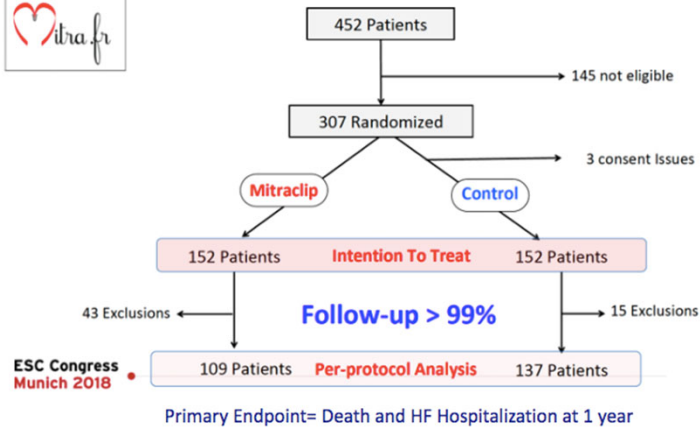 Mitra.fr
452 Patients
145 not eligible
307 Randomized
3 consent Issues
Mitraclip
Control
152 Patients Intention To Treat 152 Patients
43 Exclusions Follow-up > 99% 15 Exclusions
ESC Congress
Munich 2018
109 Patients Per-protocol Analysis 137 Patients
Primary Endpoint= Death and HF Hospitalization at 1 year